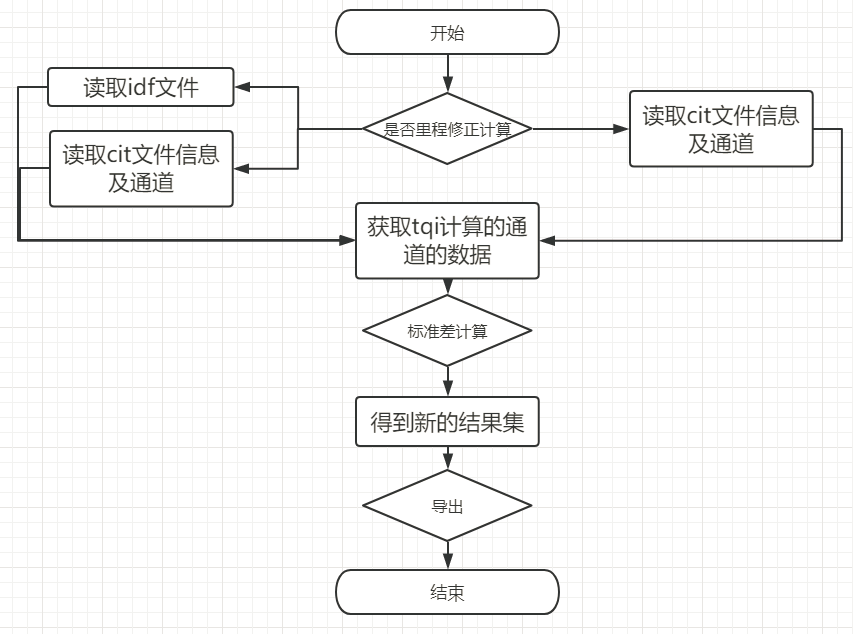 开始
读取idf文件
是否里程修正计算
读取cit文件信息
及通道
读取cit文件信息
及通道
获取tqi计算的通
道的数据
标准差计算
得到新的结果集
导出
结束